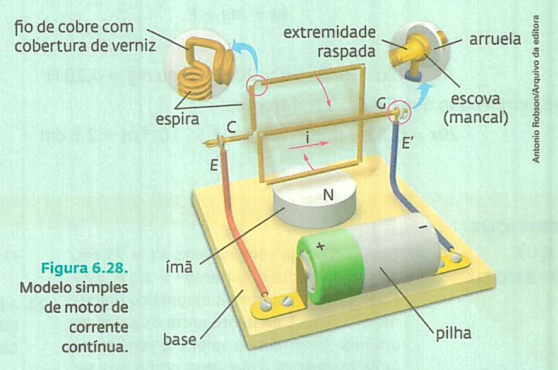 fio de cobre com
cobertura de verniz
espira
extremidade
raspada
arruela
escova
(mancal)
C
G
E
E'
i
N
+
–
ímã
base
pilha
Figura 6.28.
Modelo simples
de motor de
corrente
contínua.
Antonio Robson/Arquivo da editora